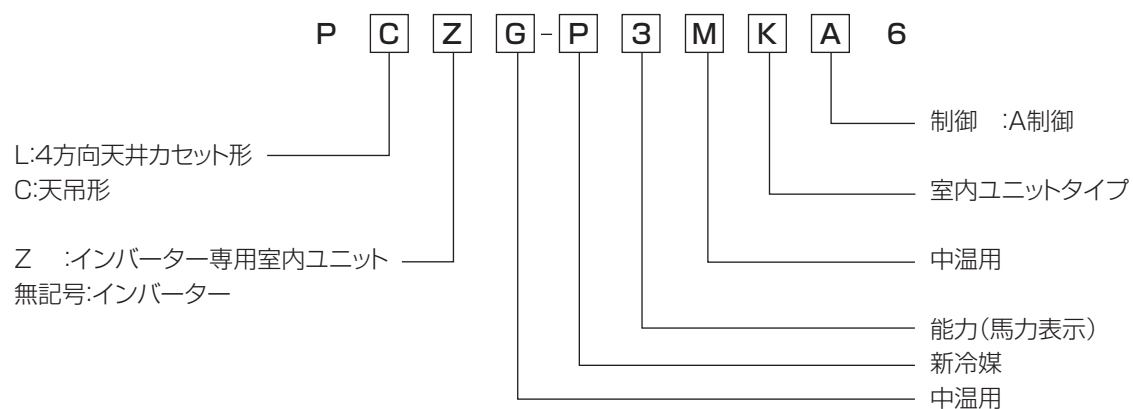 P C Z G-P 3 M K A 6
制御 :A制御
L:4方向天井カセット形
C:天吊形
室内ユニットタイプ
Z :インバーター専用室内ユニット
無記号:インバーター
中温用
能力(馬力表示)
新冷媒
中温用